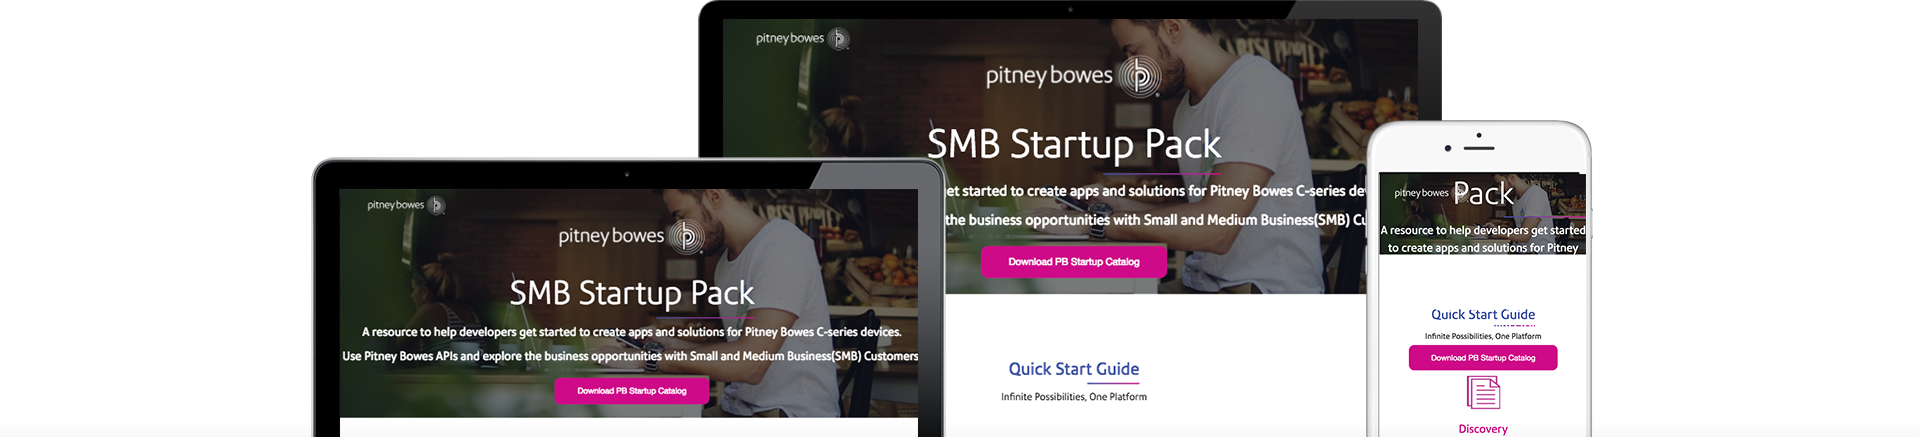 pitney bowes
pitney bowes
SMB Startup Pack
et started to create apps and solutions for Pitney Bowes C-series dev
the business opportunities with Small and Medium Business(SMB) Cu
Download PB Startup Catalog
Quick Start Guide
Infinite Possibilities, One Platform
pitney bowes
pitney bowes
SMB Startup Pack
A resource to help developers get started to create apps and solutions for Pitney Bowes C-series devices.
Use Pitney Bowes APIs and explore the business opportunities with Small and Medium Business(SMB) Customers
Download PB Startup Catalog
pitney bowes Pack
A resource to help developers get started
to create apps and solutions for Pitney
Quick Start Guide
Infinite Possibilities, One Platform
Download PB Startup Catalog
Discovery